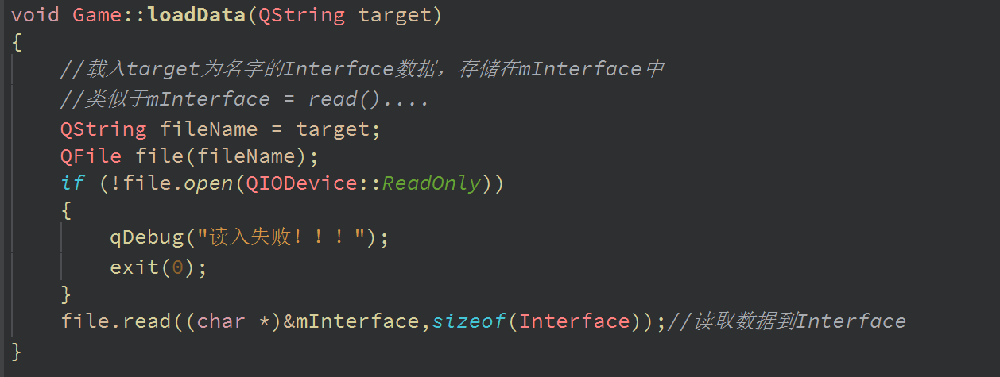 void Game::loadData(QString target)
{
    //载入target为名字的Interface数据，存储在mInterface中
    //类似于mInterface = read()....
    QString fileName = target;
    QFile file(fileName);
    if (!file.open(QIODevice::ReadOnly))
    {
        qDebug("读入失败！！！");
        exit(0);
    }
    file.read((char *)&mInterface,sizeof(Interface));//读取数据到Interface
}